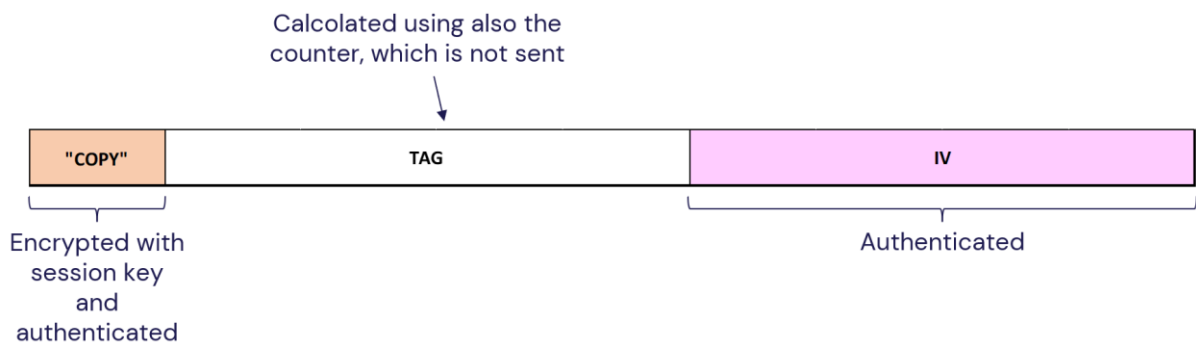 Calcolated using also the
counter, which is not sent
"COPY"
TAG
IV
Encrypted with
session key
and
authenticated
Authenticated